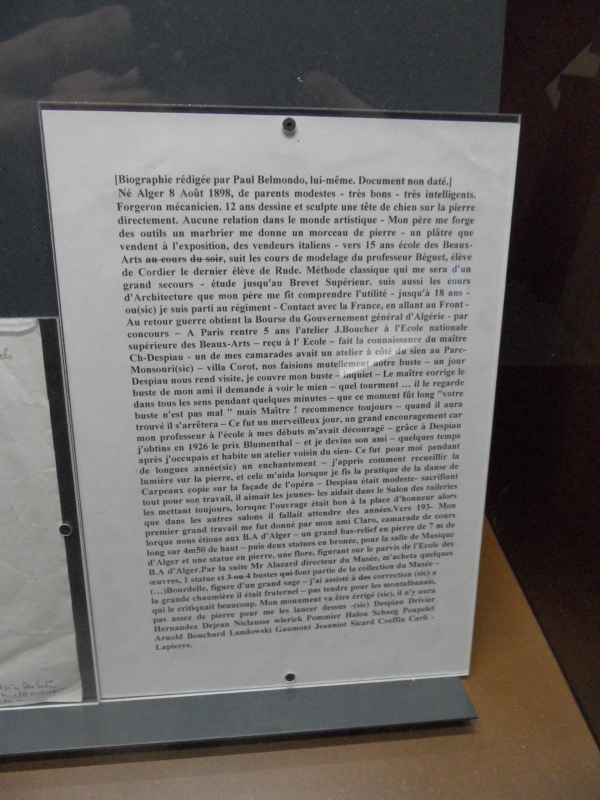 [Biographie rédigée par Paul Belmondo, lui-même. Document non daté.]
Né Alger 8 Août 1898, de parents modestes - très bons - très intelligents.
Forgeron mécanicien. 12 ans dessine et sculpte une tête de chien sur la pierre
directement. Aucune relation dans le monde artistique - Mon père me forge
des outils un marbrier me donne un morceau de pierre - un plâtre que
vendent à l'exposition, des vendeurs italiens - vers 15 ans école des Beaux-
Arts au cours du soir, suit les cours de modelage du professeur Béguet, élève
de Cordier le dernier élève de Rude. Méthode classique qui me sera d'un
grand secours - étude jusqu'au Brevet Supérieur. suis aussi les cours
d'Architecture que mon père me fit comprendre l'utilité - jusqu'à 18 ans -
ou(sic) je suis parti au régiment - Contact avec la France, en allant au Front -
Au retour guerre obtient la Bourse du Gouvernement général d'Algérie - par
concours – A Paris rentre 5 ans l'atelier J.Boucher à l'Ecole nationale
supérieure des Beaux-Arts – reçu à l' Ecole – fait la connaissance du maître
Ch-Despiau - un de mes camarades avait un atelier à côté du sien au Parc-
Monsouri(sic) – villa Corot, nos faisions mutuellement notre buste – un jour
Despiau nous rend visite, je couvre mon buste – inquiet – Le maître corrige le
buste de mon ami il demande à voir le mien – quel tourment ... il le regarde
dans tous les sens pendant quelques minutes – que ce moment fût long "votre
buste n'est pas mal " mais Maître ! recommence toujours – quand il aura
trouvé il s'arrêtera – Ce fut un merveilleux jour, un grand encouragement car
mon professeur à l'école à mes débuts m'avait découragé – grâce à Despiau
j'obtins en 1926 le prix Blumenthal – et je devins son ami – quelques temps
après j'occupais et habite un atelier voisin du sien- Ce fut pour moi pendant
de longues année(sic) un enchantement – j'appris comment recueillir la
lumière sur la pierre, et cela m'aida lorsque je fis la pratique de la danse de
Carpeaux copie sur la façade de l'opéra – Despiau était modeste- sacrifiant
tout pour son travail, il aimait les jeunes- les aidait dans le Salon des tuileries
les mettant toujours, lorsque l'ouvrage était bon à la place d'honneur alors
que dans les autres salons il fallait attendre des années.Vers 193- Mon
premier grand travail me fut donné par mon ami Claro, camarade de cours
lorque nous étions aux B.A d'Alger – un grand bas-relief en pierre de 7 m de
long sur 4m50 de haut – puis deux statues en bronze, pour la salle de Musique
d'Alger et une statue en pierre, une flore, figurant sur le parvis de l'Ecole des
B.A d'Alger.Par la suite Mr Alazard directeur du Musée, m'acheta quelques
œuvres, 1 statue et 3 ou 4 bustes qui font partie de la collection du Musée –
(...)Bourdelle, figure d'un grand sage – j'ai assisté à des correction (sic) a
la grande chaumière il était fraternel – pas tendre pour les montalbanais,
qui le critiquait beaucoup. Mon monument va être érrigé (sic), il n'y aura
pas assez de pierre pour me les lancer dessus -(sic) Despiau Drivier
Hernandez Dejean Niclausse wlerick Pommier Halou Schneg Poupelet
Arnold Bouchard Landowski Gaumont Jeanniot Sicard Coeffin Carli -
Lapierre.